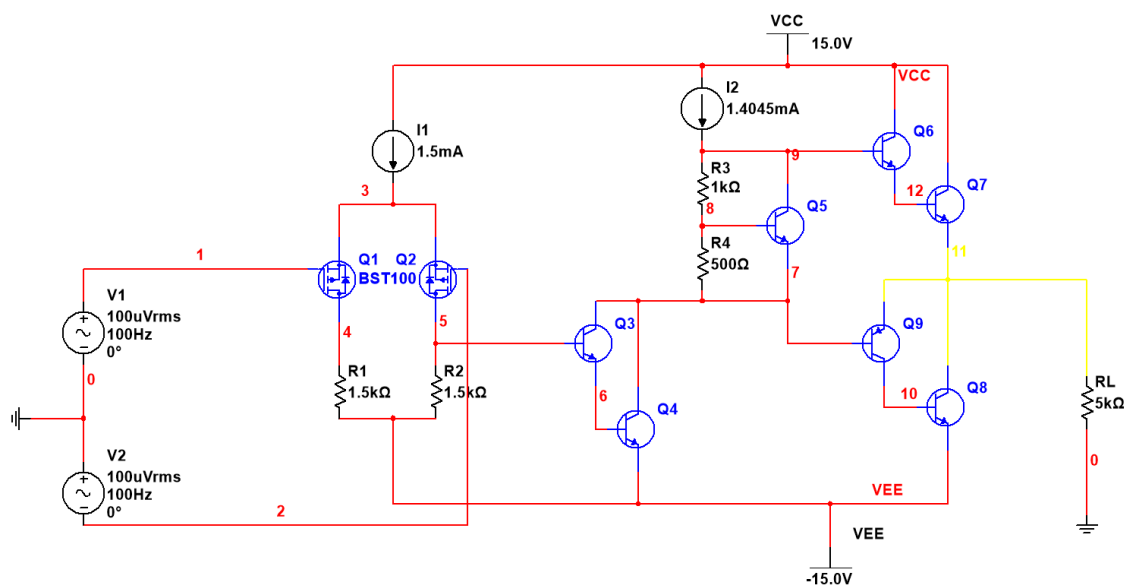 VCC
15.0V
I2
1.4045mA
VCC
I1
1.5mA
Q6
9
R3
1kΩ
12
Q7
3
8
Q5
R4
500Ω
1
Q1
Q2
BST100
7
11
V1
100uVrms
100Hz
0°
4
5
Q3
Q9
0
R1
1.5kΩ
R2
1.5kΩ
6
Q4
10
Q8
RL
5kΩ
V2
100uVrms
100Hz
0°
0
2
VEE
VEE
-15.0V